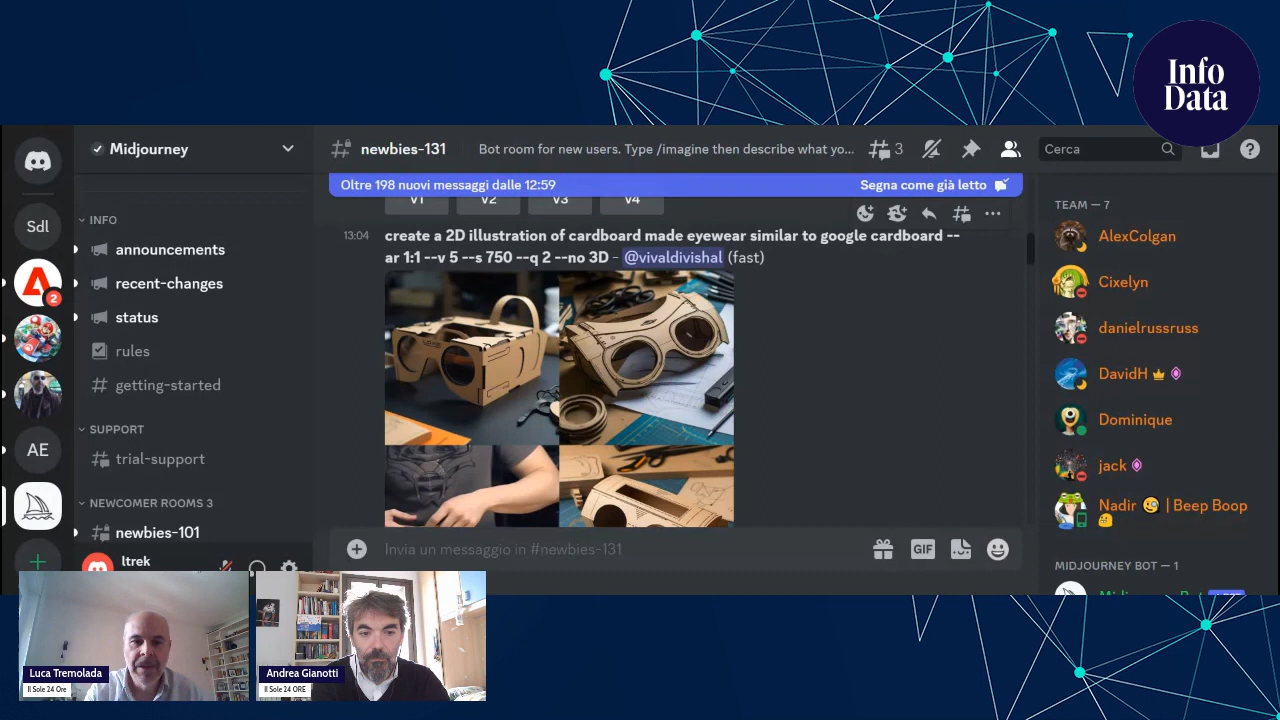 Info
Data
Midjourney
newbies-131
Bot room for new users. Type /imagine then describe what yo...
3
Cerca
Oltre 198 nuovi messaggi dalle 12:59
Segna come già letto
V1
V2
V3
V4
Sdl
2
AE
INFO
announcements
recent-changes
status
rules
getting-started
SUPPORT
trial-support
NEWCOMER ROOMS 3
newbies-101
ltrek
13:04
create a 2D illustration of cardboard made eyewear similar to google cardboard --
ar 1:1 --v 5 --s 750 --q 2 --no 3D - @vivaldivishal (fast)
Invia un messaggio in #newbies-131
GIF
TEAM — 7
AlexColgan
Cixelyn
danielrussruss
DavidH
Dominique
jack
Nadir | Beep Boop
MIDJOURNEY BOT — 1
Luca Tremolada
Il Sole 24 Ore
Andrea Gianotti
Il Sole 24 ORE